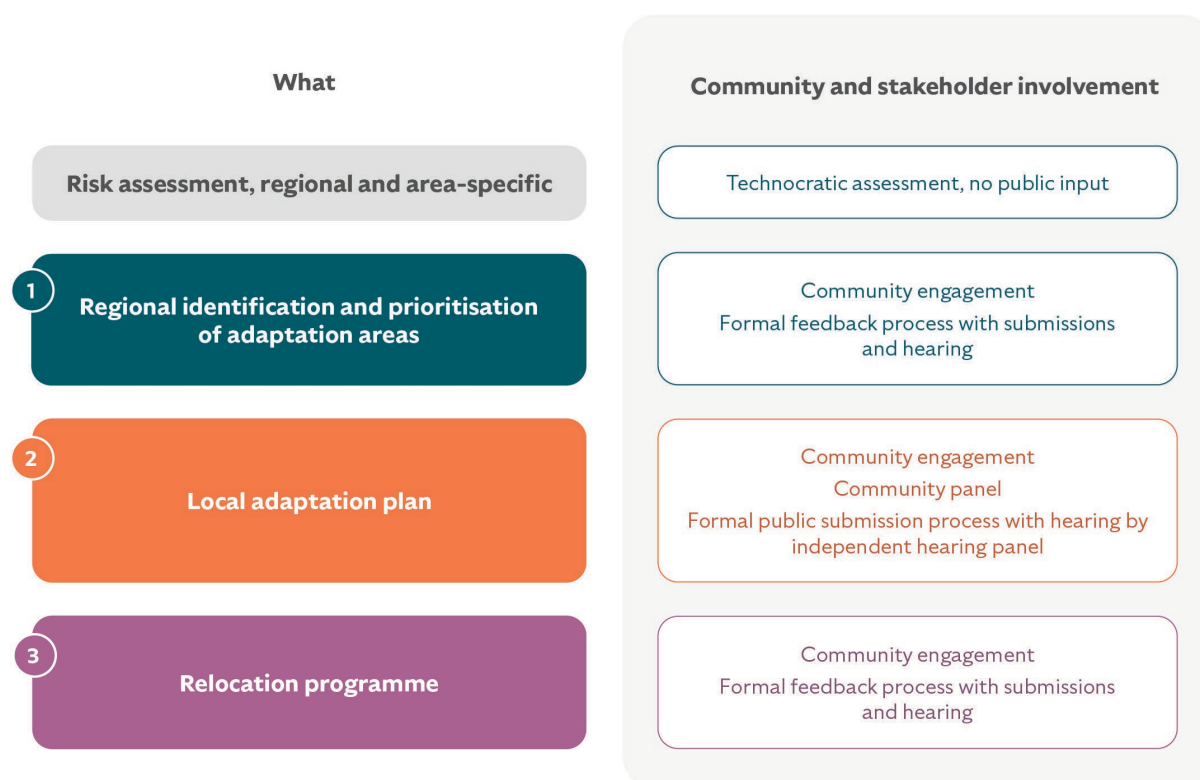 What
Community and stakeholder involvement
Risk assessment, regional and area-specific
Technocratic assessment, no public input
1
Regional identification and prioritisation
of adaptation areas
Community engagement
Formal feedback process with submissions
and hearing
2
Local adaptation plan
Community engagement
Community panel
Formal public submission process with hearing by
independent hearing panel
3
Relocation programme
Community engagement
Formal feedback process with submissions
and hearing